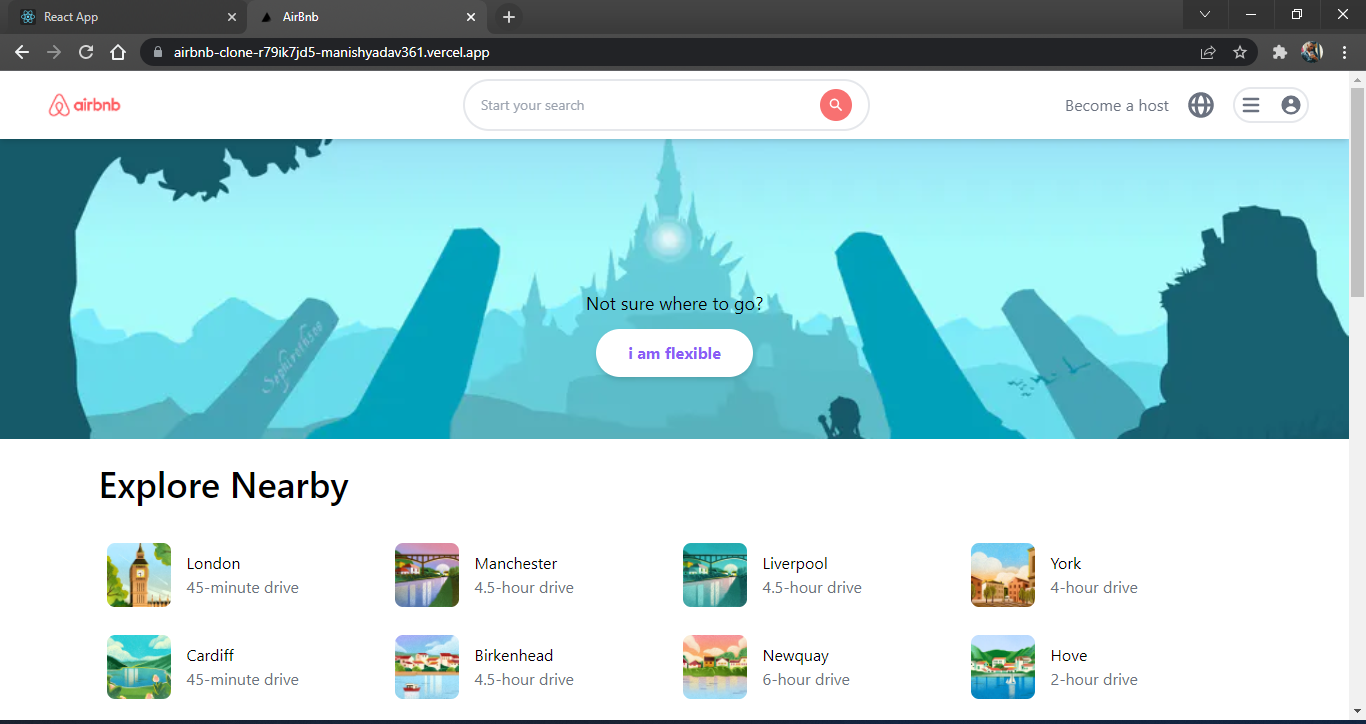 React App
AirBnb
airbnb-clone-r79ik7jd5-manishyadav361.vercel.app
airbnb
Start your search
Become a host
Sephirothsoo
Not sure where to go?
i am flexible
Explore Nearby
London
45-minute drive
Manchester
4.5-hour drive
Liverpool
4.5-hour drive
York
4-hour drive
Cardiff
45-minute drive
Birkenhead
4.5-hour drive
Newquay
6-hour drive
Hove
2-hour drive